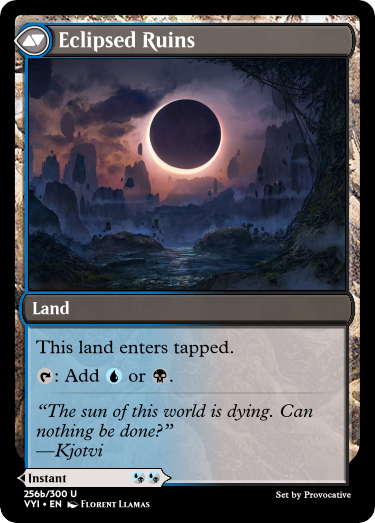 Eclipsed Ruins
Land
This land enters tapped.
: Add or .
“The sun of this world is dying. Can
nothing be done?”
—Kjotvi
Instant
256b/300 U
VYI • EN Florent Llamas
Set by Provocative